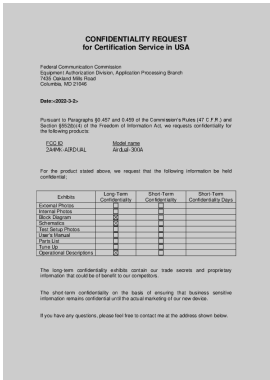 CONFIDENTIALITY REQUEST
for Certification Service in USA
Federal Communication Commission
Equipment Authorization Division, Application Processing Branch
7435 Oakland Mills Road
Columbia, MD 21046
Date:<2022-3-2>
Pursuant to Paragraphs §0.457 and 0.459 of the Commission's Rules (47 C.F.R.) and
Section §552(b)(4) of the Freedom of Information Act, we requests confidentiality for
the following products:
FCC ID Model name
2A4MK-AIRDUAL Airdual-300A
For the product stated above, we request that the following information be held
confidential:
Exhibits Long-Term Confidentiality Short-Term Confidentiality Short-Term Confidentiality Days
External Photos
Internal Photos
Block Diagram
Schematics
Test Setup Photos
User's Manual
Parts List
Tune Up
Operational Descriptions
The long-term confidentiality exhibits contain our trade secrets and proprietary
information that could be of benefit to our competitors.
The short-term confidentiality on the basis of ensuring that business sensitive
information remains confidential until the actual marketing of our new device.
If you have any questions, please feel free to contact me at the address shown below.